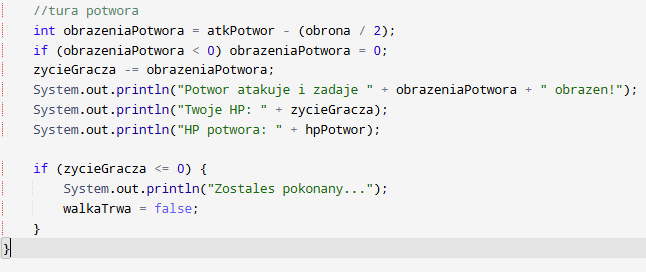 //tura potwora
int obrazeniaPotwora = atkPotwor - (obrona / 2);
if (obrazeniaPotwora < 0) obrazeniaPotwora = 0;
zycieGracza -= obrazeniaPotwora;
System.out.println("Potwor atakuje i zadaje " + obrazeniaPotwora + " obrazen!");
System.out.println("Twoje HP: " + zycieGracza);
System.out.println("HP potwora: " + hpPotwor);
if (zycieGracza <= 0) {
System.out.println("Zostales pokonany...");
walkaTrwa = false;
}
}